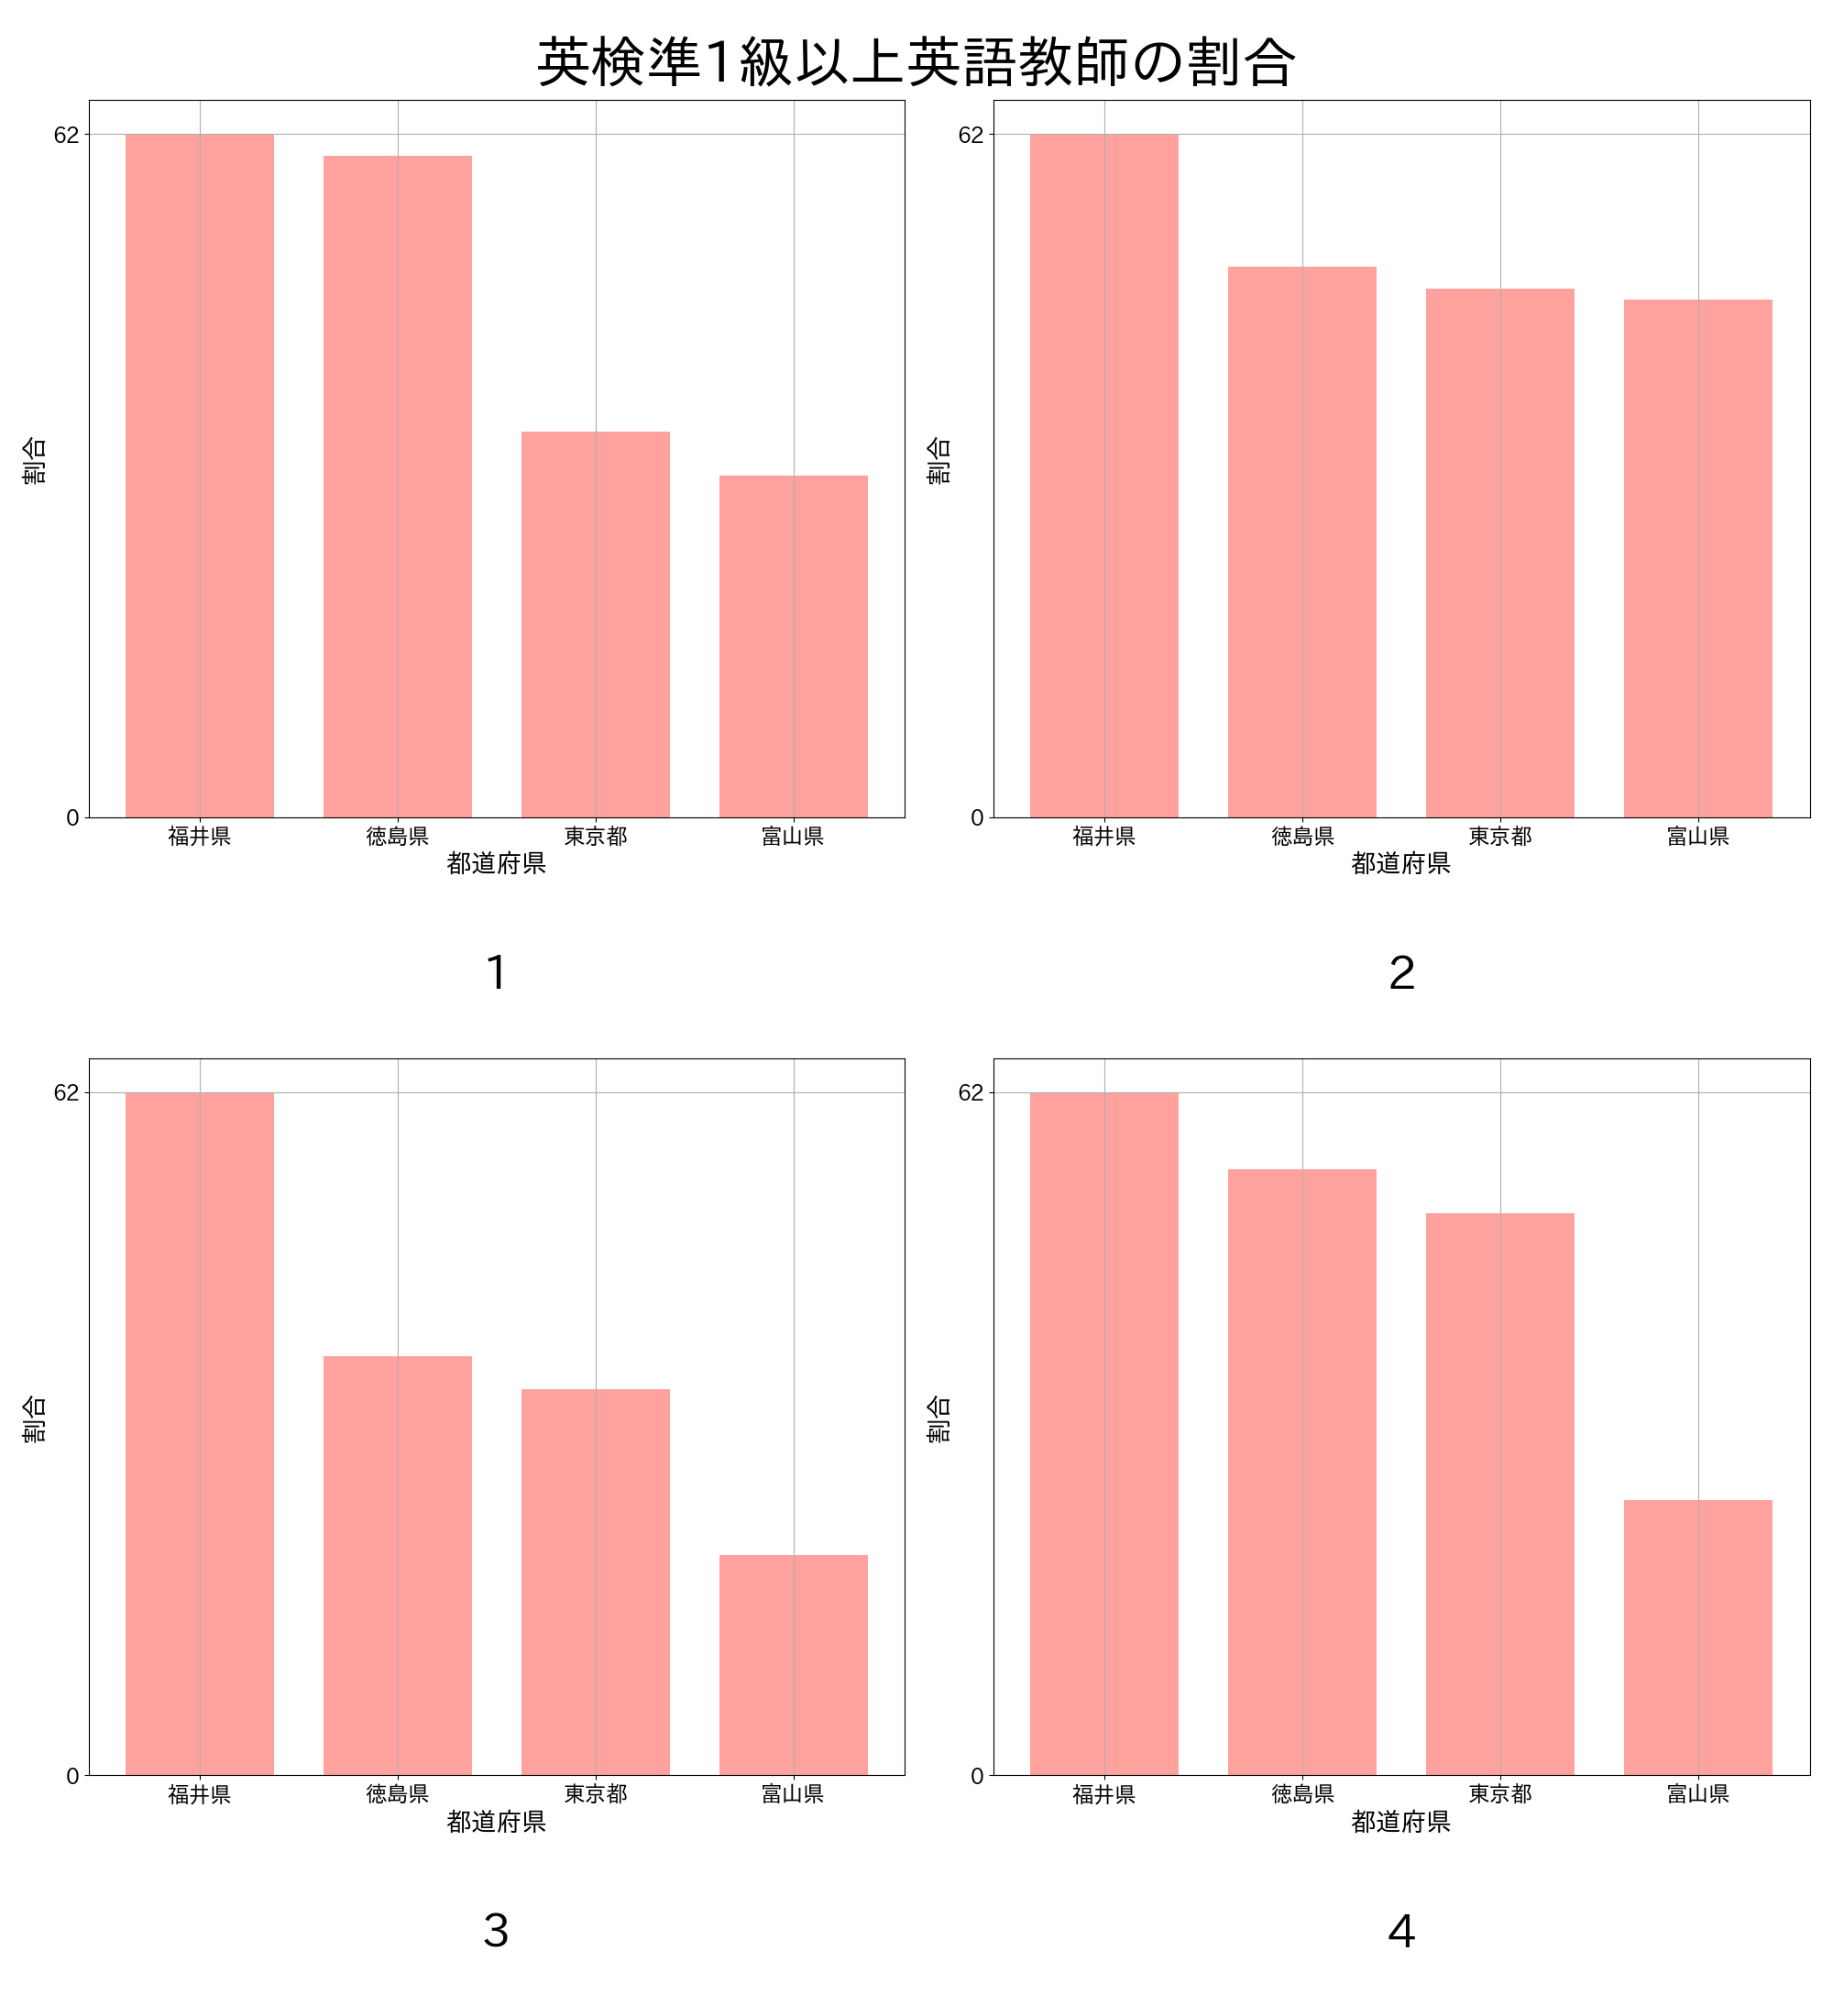 英検準1級以上英語教師の割合
62
0
割合
福井県 徳島県 東京都 富山県
都道府県
1
62
0
割合
福井県 徳島県 東京都 富山県
都道府県
2
62
0
割合
福井県 徳島県 東京都 富山県
都道府県
3
62
0
割合
福井県 徳島県 東京都 富山県
都道府県
4